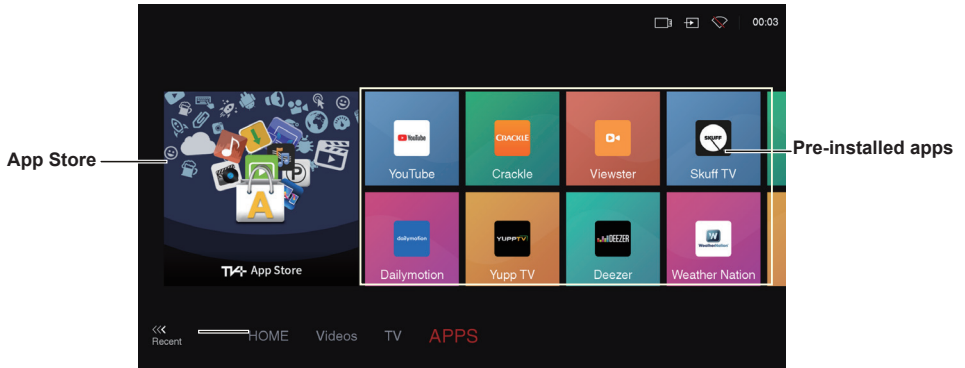 00:03
App Store
Pre-installed apps
YouTube
YouTube
CRACKLE
Crackle
Viewster
SKUFF
Skuff TV
A
P
TV+ App Store
dailymotion
Dailymotion
YUPPTV
Yupp TV
DEEZER
Deezer
W
WeatherNation
Weather Nation
Recent
HOME Videos TV APPS